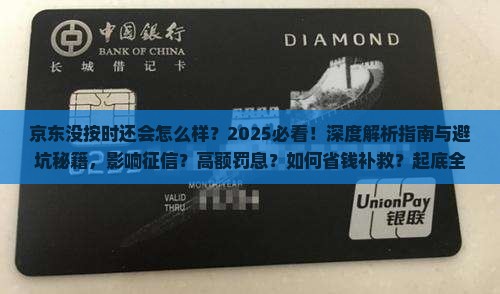 中国银行
BANK OF CHINA
DIAMOND
长城借记卡
京东没按时还会怎么样？2025必看！深度解析指南与避
坑秘籍，影响征信？高额罚息？如何省钱补救？起底全
UnionPay
银联